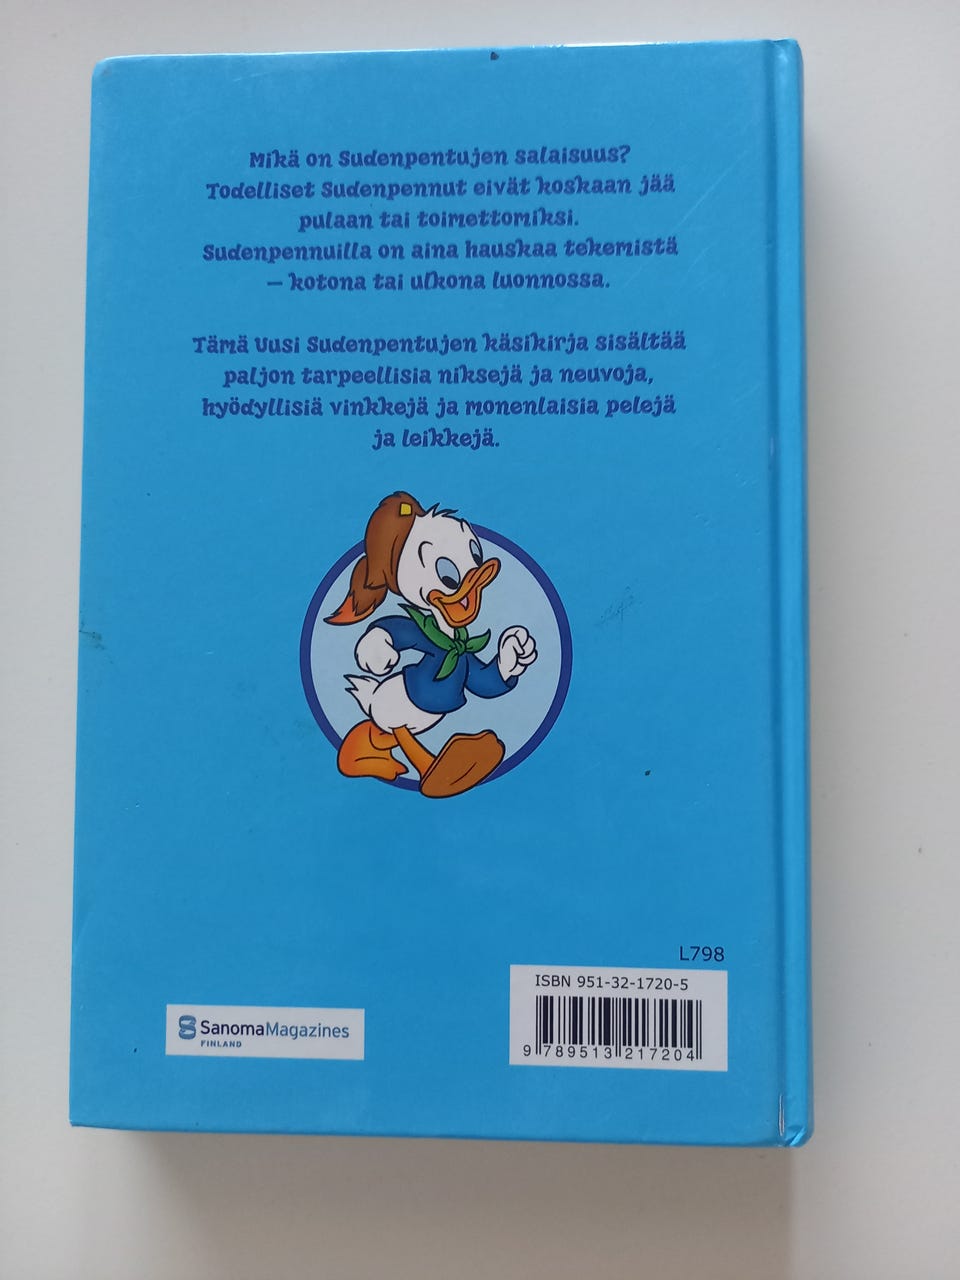 Mikä on Sudenpentujen salaisuus?
Todelliset Sudenpennut eivät koskaan jää
pulaan tai toimettomiksi.
Sudenpennuilla on aina hauskaa tekemistä
– kotona tai ulkona luonnossa.
Tämä Uusi Sudenpentujen käsikirja sisältää
paljon tarpeellisia niksejä ja neuvoja,
hyödyllisiä vinkkejä ja monenlaisia pelejä
ja leikkejä.
L798
ISBN 951-32-1720-5
9 789513 217204
SanomaMagazines
FINLAND